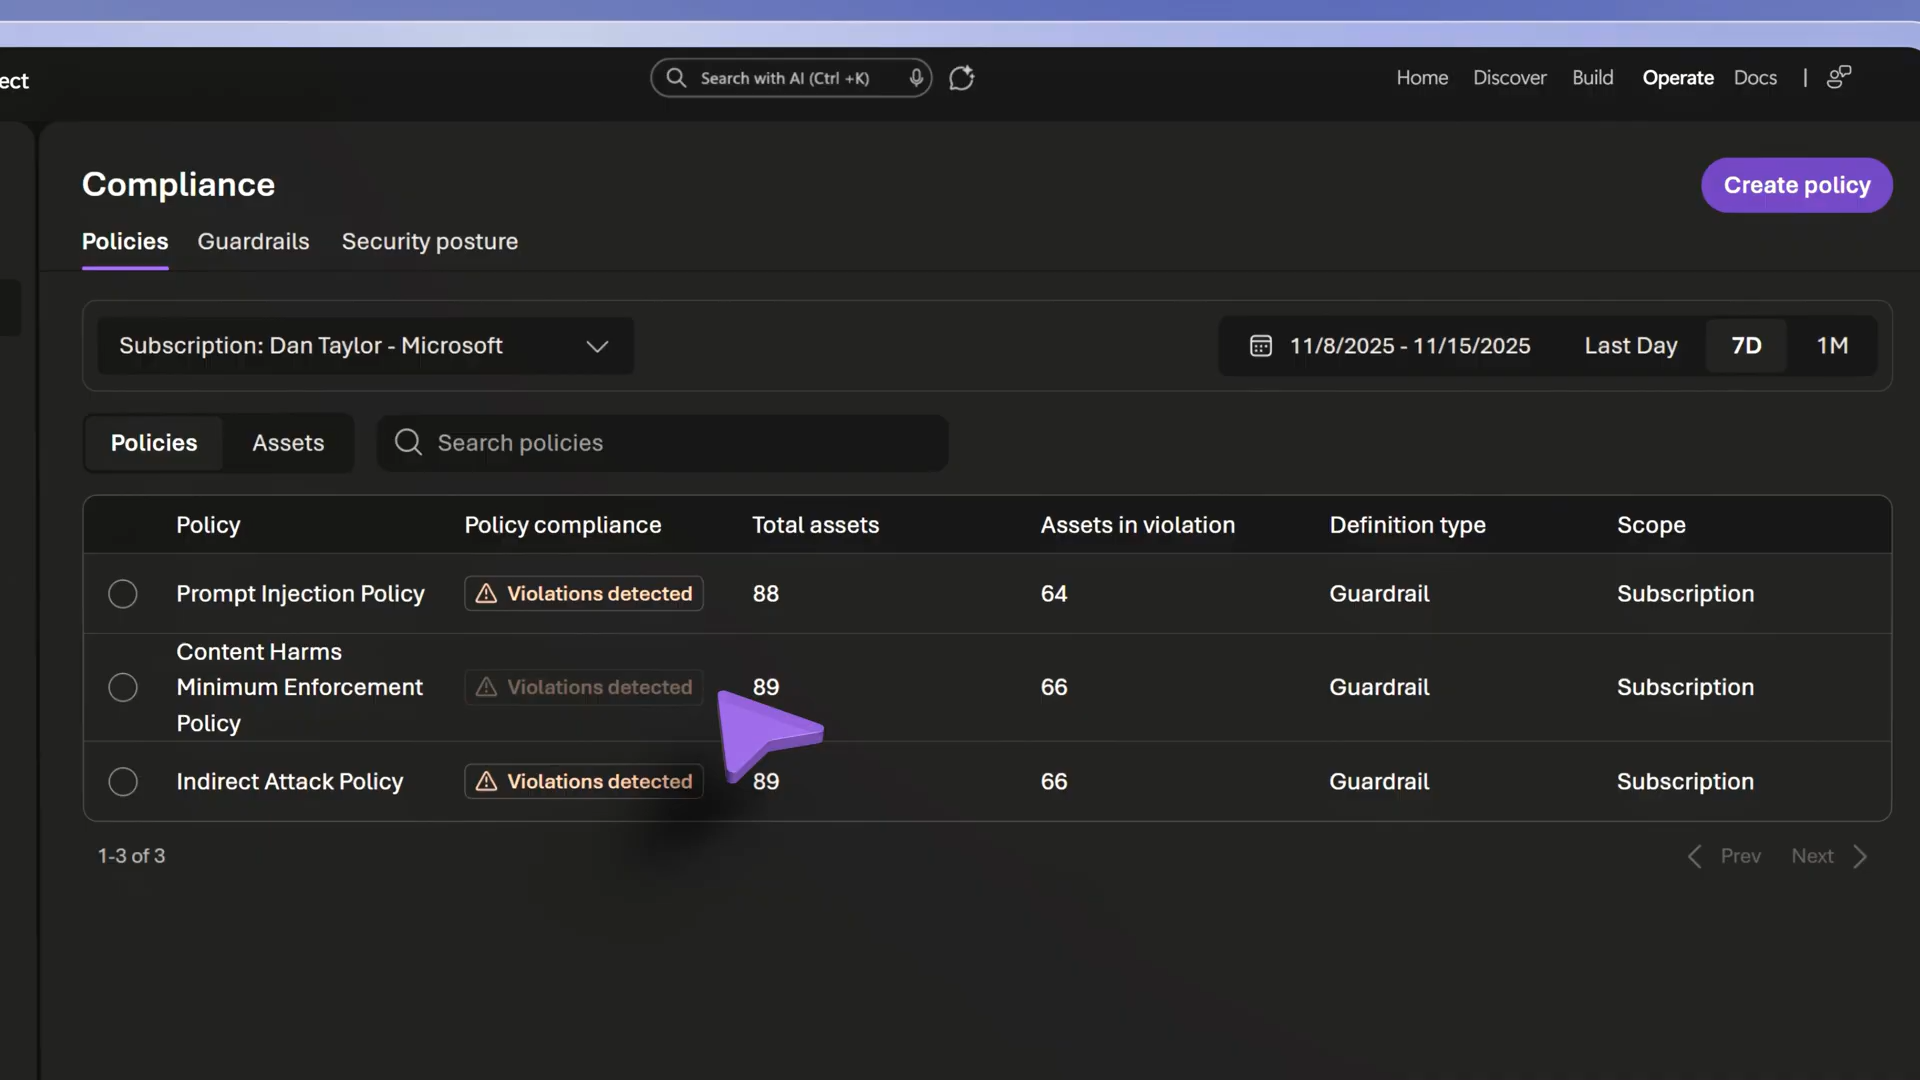 ect
Search with AI (Ctrl +K)
Home Discover Build Operate Docs
Compliance
Create policy
Policies Guardrails Security posture
Subscription: Dan Taylor - Microsoft
11/8/2025 - 11/15/2025 Last Day 7D 1M
Policies Assets Search policies
Policy Policy compliance Total assets Assets in violation Definition type Scope
Prompt Injection Policy Violations detected 88 64 Guardrail Subscription
Content Harms
Minimum Enforcement Violations detected 89 66 Guardrail Subscription
Policy
Indirect Attack Policy Violations detected 89 66 Guardrail Subscription
1-3 of 3 Prev Next